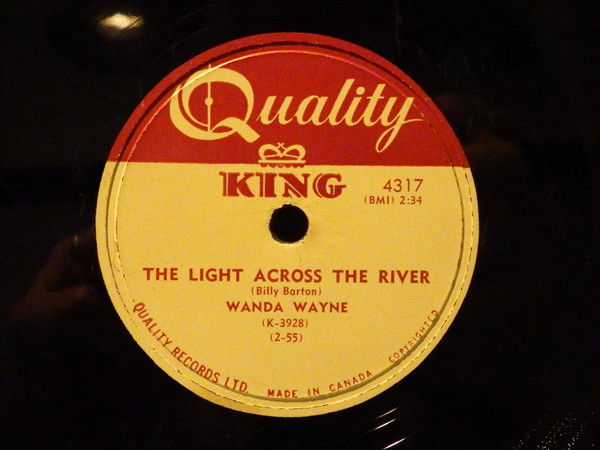 Quality
KING
4317
(BMI) 2:34
THE LIGHT ACROSS THE RIVER
(Billy Barton)
WANDA WAYNE
(K-3928)
(2-55)
QUALITY RECORDS LTD. MADE IN CANADA COPYRIGHTED